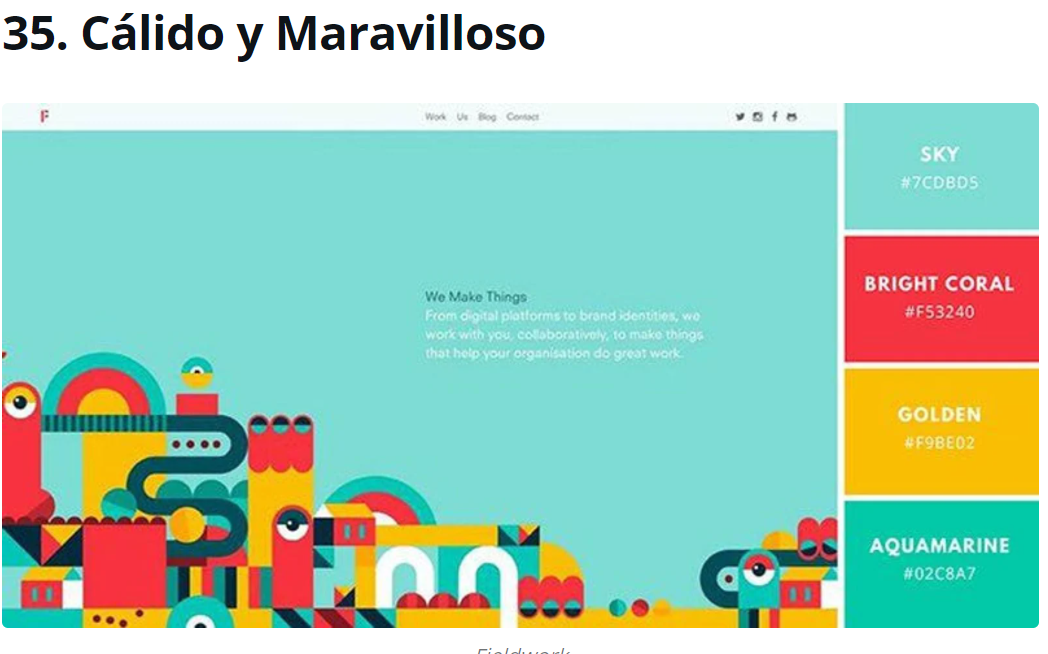 35. Cálido y Maravilloso
F
Work Us Blog Contact
We Make Things
From digital platforms to brand identities, we
work with you, collaboratively, to make things
that help your organisation do great work.
SKY
#7CDBD5
BRIGHT CORAL
#F53240
GOLDEN
#F9BE02
AQUAMARINE
#02C8A7
Fieldwork